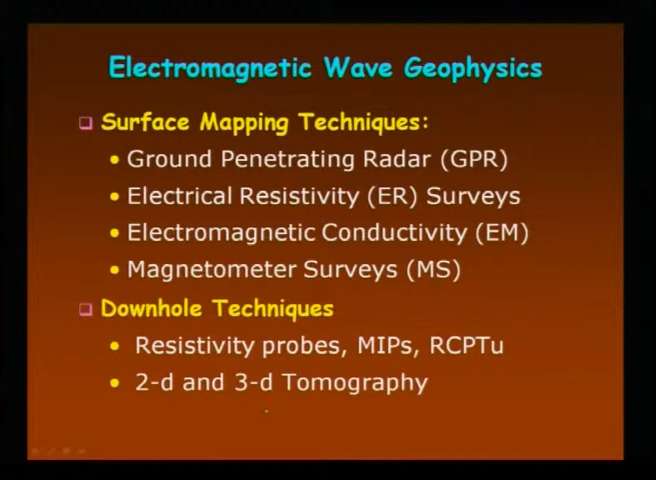 Electromagnetic Wave Geophysics
❑ Surface Mapping Techniques:
• Ground Penetrating Radar (GPR)
• Electrical Resistivity (ER) Surveys
• Electromagnetic Conductivity (EM)
• Magnetometer Surveys (MS)
❑ Downhole Techniques
• Resistivity probes, MIPs, RCPTu
• 2-d and 3-d Tomography